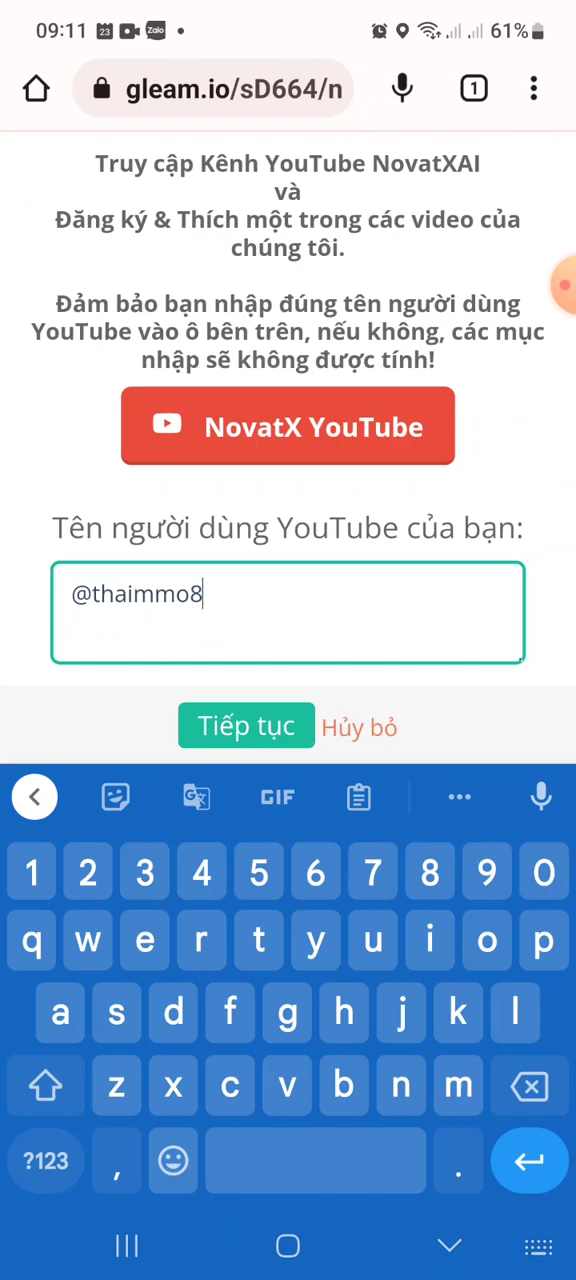 09:11 23 Zalo 61%
gleam.io/sD664/n 1
Truy cập Kênh YouTube NovatXAI
và
Đăng ký & Thích một trong các video của
chúng tôi.
Đảm bảo bạn nhập đúng tên người dùng
YouTube vào ô bên trên, nếu không, các mục
nhập sẽ không được tính!
NovatX YouTube
Tên người dùng YouTube của bạn:
@thaimmo8
Tiếp tục Hủy bỏ
GIF
1 2 3 4 5 6 7 8 9 0
q w e r t y u i o p
a s d f g h j k l
z x c v b n m
?123 , .